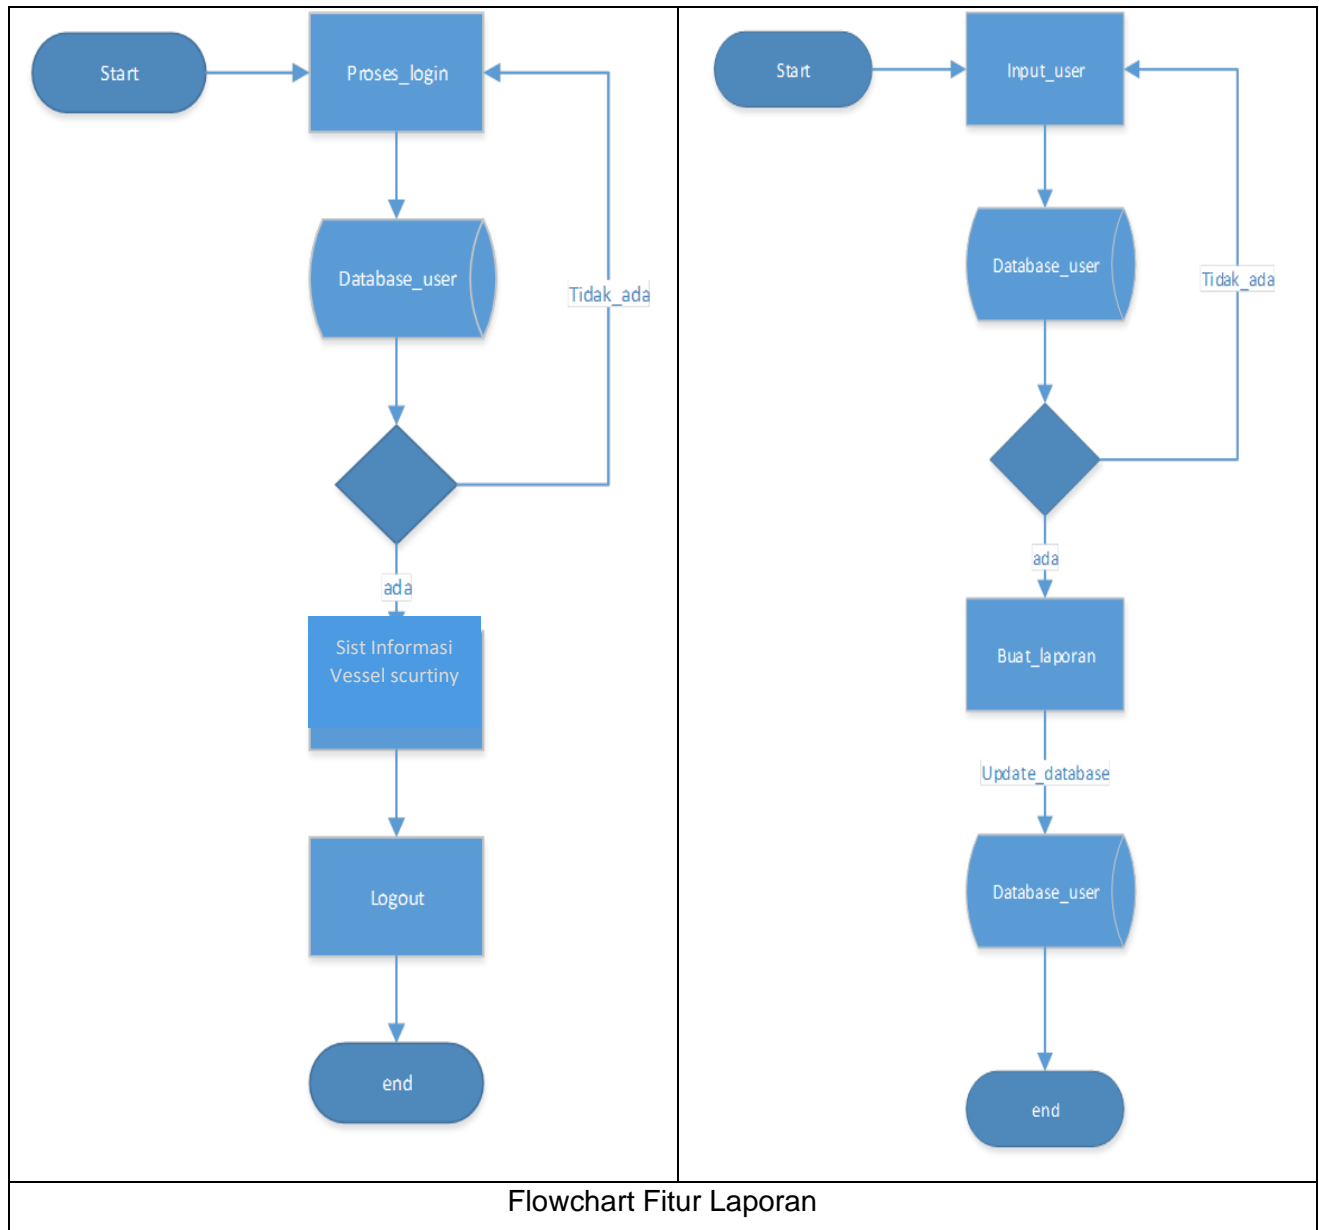 Start
Proses_login
Database_user
Tidak_ada
ada
Sist Informasi
Vessel scurtiny
Logout
end
Start
Input_user
Database_user
Tidak_ada
ada
Buat_laporan
Update_database
Database_user
end
Flowchart Fitur Laporan